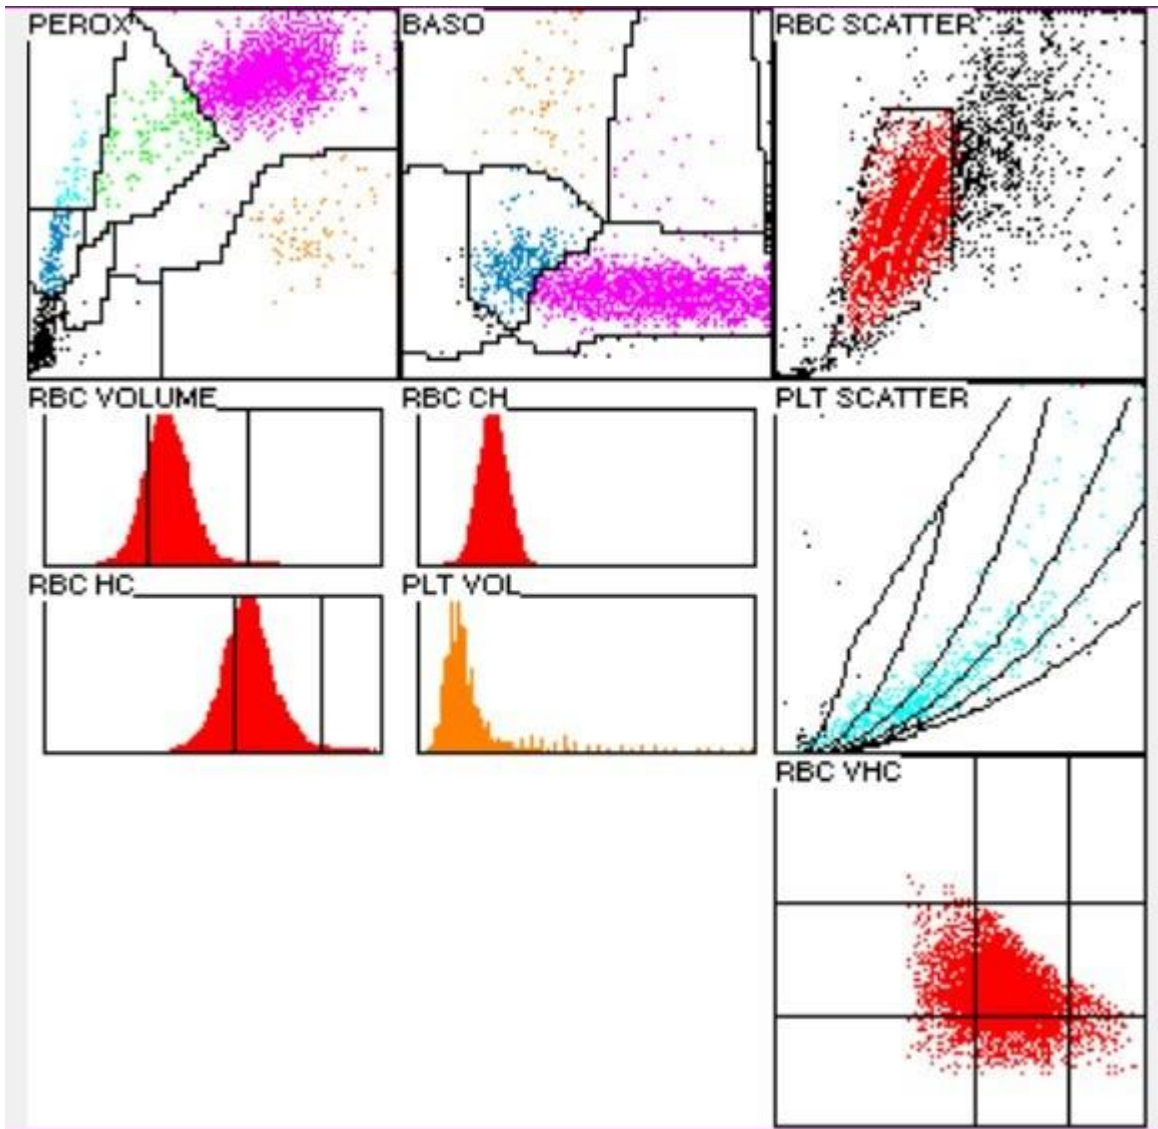 PEROX
BASO
RBC SCATTER
RBC VOLUME
RBC CH
PLT SCATTER
RBC HC
PLT VOL
RBC VHC